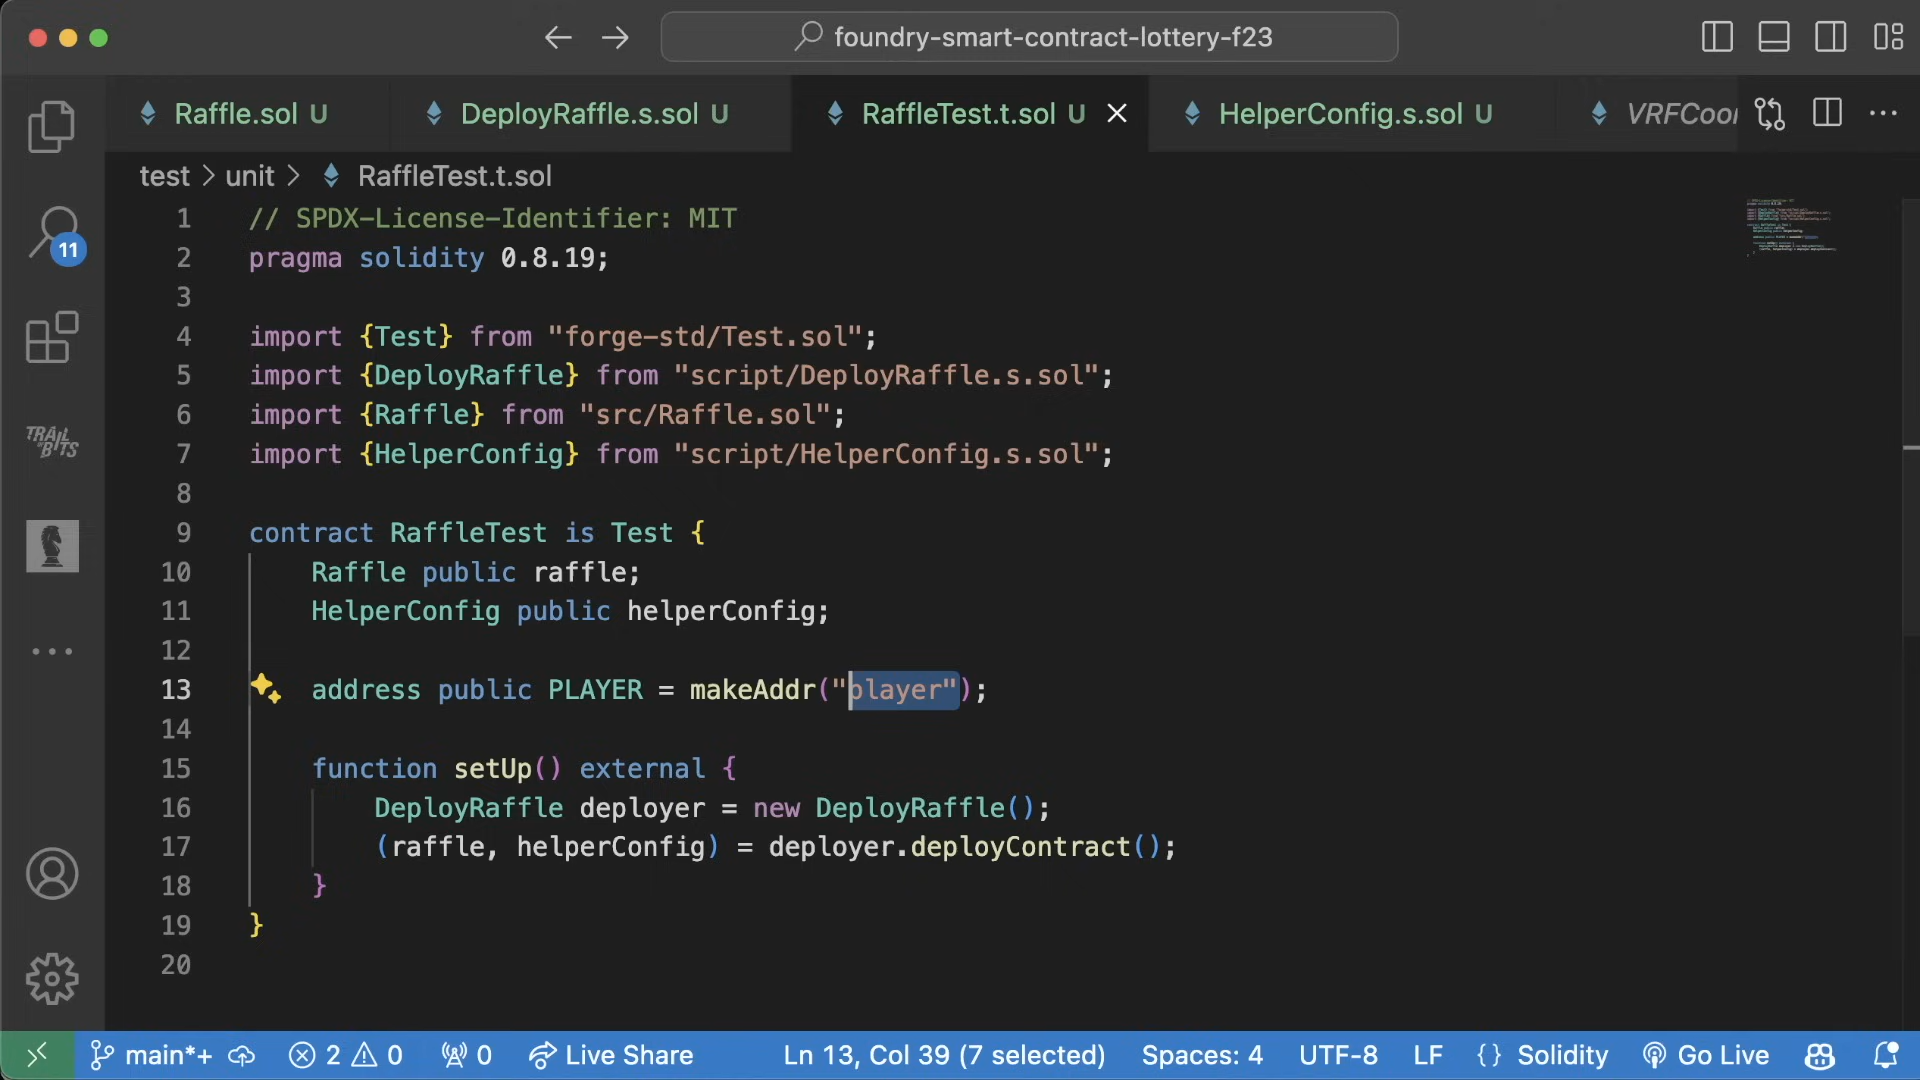 foundry-smart-contract-lottery-f23
Raffle.sol U
DeployRaffle.s.sol U
RaffleTest.t.sol U
HelperConfig.s.sol U
VRFCoor
test > unit > RaffleTest.t.sol
11
TRAIL OF BITS
1 // SPDX-License-Identifier: MIT
2 pragma solidity 0.8.19;
3
4 import {Test} from "forge-std/Test.sol";
5 import {DeployRaffle} from "script/DeployRaffle.s.sol";
6 import {Raffle} from "src/Raffle.sol";
7 import {HelperConfig} from "script/HelperConfig.s.sol";
8
9 contract RaffleTest is Test {
10 Raffle public raffle;
11 HelperConfig public helperConfig;
12
13 address public PLAYER = makeAddr("player");
14
15 function setUp() external {
16 DeployRaffle deployer = new DeployRaffle();
17 (raffle, helperConfig) = deployer.deployContract();
18 }
19 }
20
main*+ 2 0 0 Live Share Ln 13, Col 39 (7 selected) Spaces: 4 UTF-8 LF {} Solidity Go Live